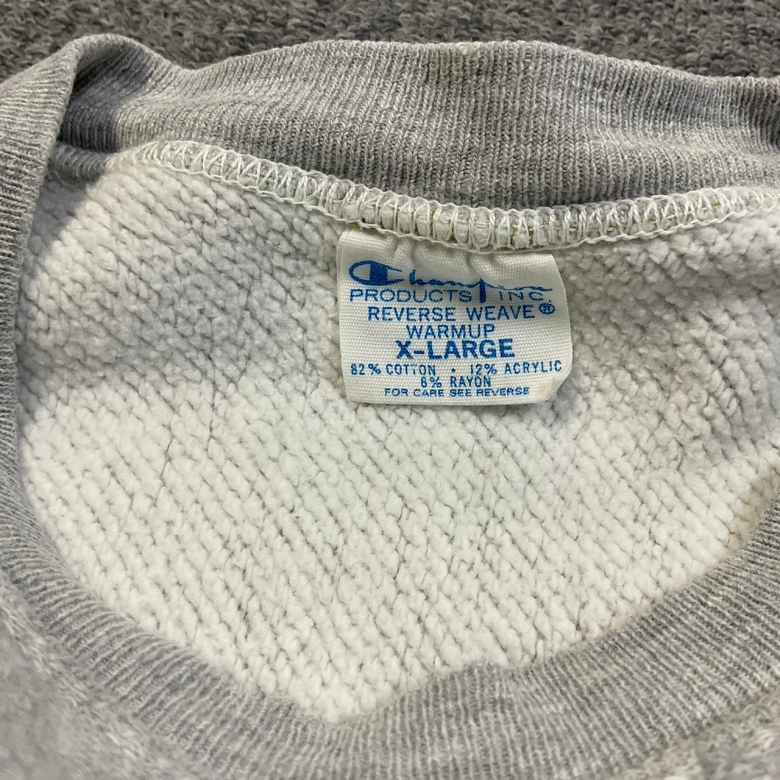 Champion
PRODUCTS INC.
REVERSE WEAVE®
WARMUP
X-LARGE
82% COTTON · 12% ACRYLIC
6% RAYON
FOR CARE SEE REVERSE